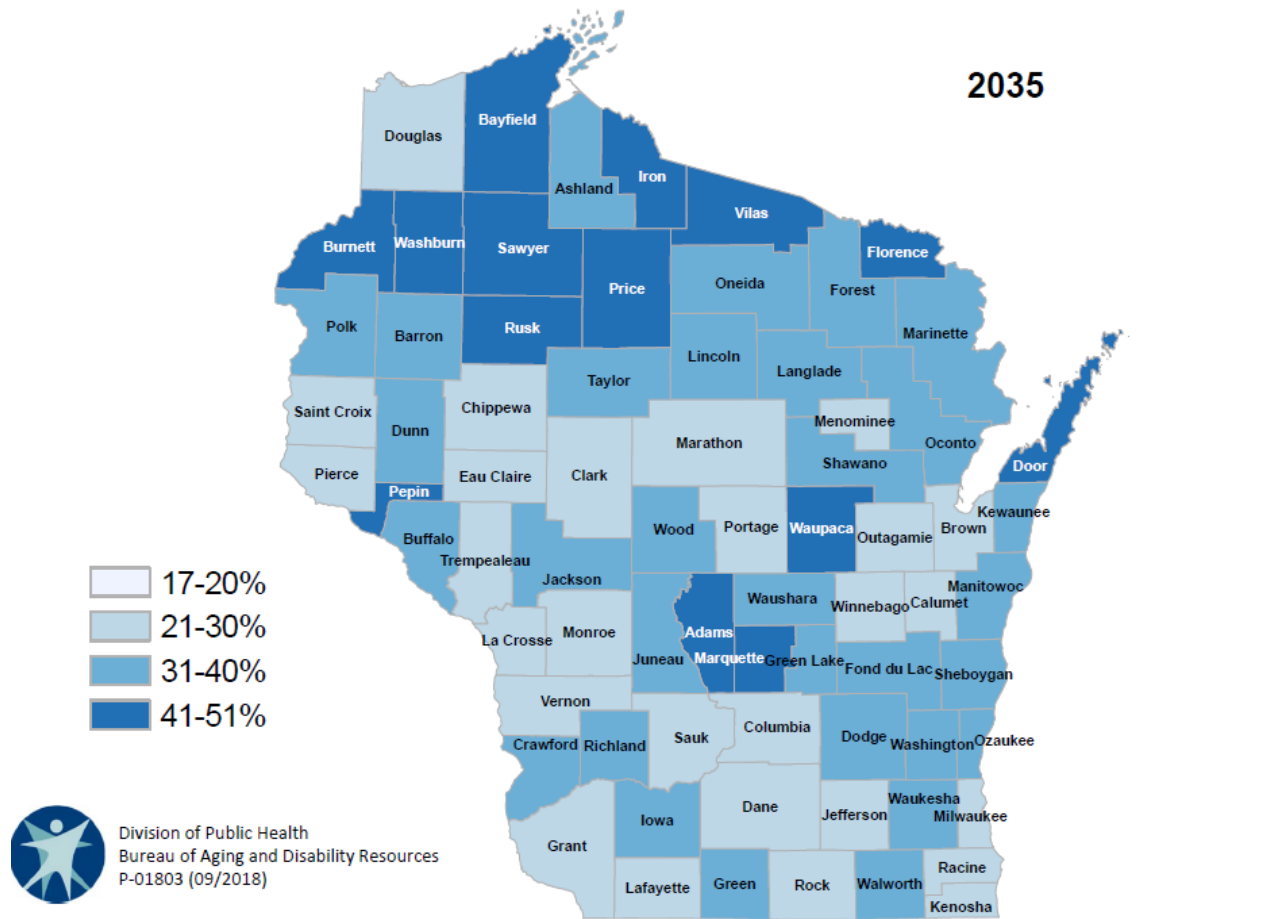 2035
Bayfield
Douglas
Ashland
Iron
Vilas
Burnett
Washburn
Sawyer
Florence
Price
Oneida
Forest
Polk
Barron
Rusk
Marinette
Lincoln
Langlade
Taylor
Saint Croix
Chippewa
Menominee
Dunn
Marathon
Oconto
Shawano
Door
Pierce
Eau Claire
Clark
Pepin
Kewaunee
Buffalo
Wood
Portage
Waupaca
Outagamie
Brown
Trempealeau
Jackson
17-20%
Manitowoc
Waushara
Winnebago
Calumet
21-30%
La Crosse
Monroe
Adams
Juneau
Marquette
Green Lake
Fond du Lac
Sheboygan
31-40%
Vernon
41-51%
Crawford
Richland
Sauk
Columbia
Dodge
Washington
Ozaukee
Waukesha
Dane
Jefferson
Milwaukee
Iowa
Grant
Division of Public Health
Bureau of Aging and Disability Resources
P-01803 (09/2018)
Lafayette
Green
Rock
Walworth
Racine
Kenosha